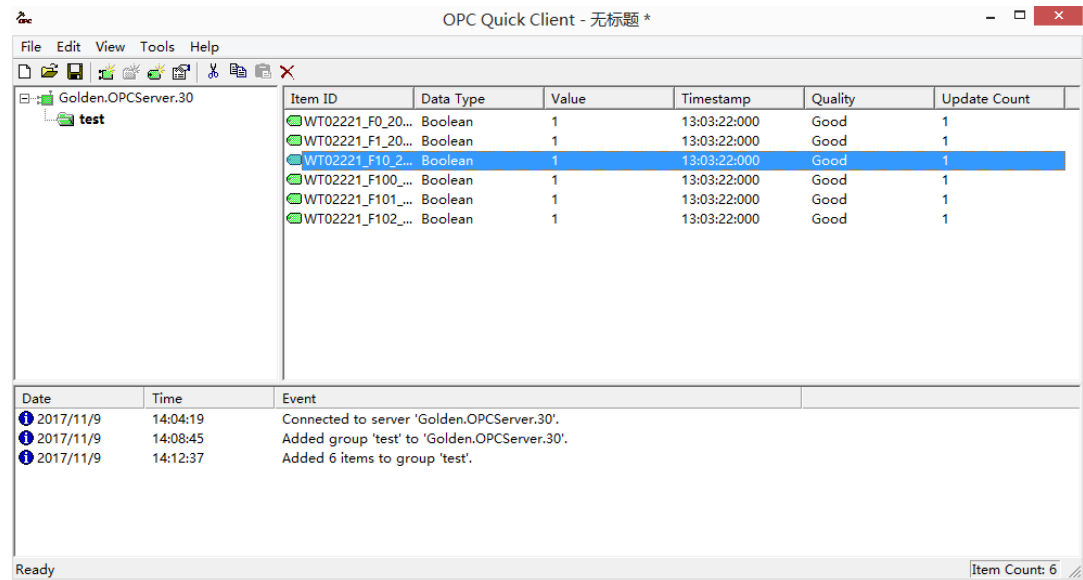 OPC Quick Client - 无标题 *
File Edit View Tools Help
Golden.OPCServer.30
test
Item ID Data Type Value Timestamp Quality Update Count
WT02221_F0_20... Boolean 1 13:03:22:000 Good 1
WT02221_F1_20... Boolean 1 13:03:22:000 Good 1
WT02221_F10_2... Boolean 1 13:03:22:000 Good 1
WT02221_F100_... Boolean 1 13:03:22:000 Good 1
WT02221_F101_... Boolean 1 13:03:22:000 Good 1
WT02221_F102_... Boolean 1 13:03:22:000 Good 1
Date Time Event
2017/11/9 14:04:19 Connected to server 'Golden.OPCServer.30'.
2017/11/9 14:08:45 Added group 'test' to 'Golden.OPCServer.30'.
2017/11/9 14:12:37 Added 6 items to group 'test'.
Ready Item Count: 6